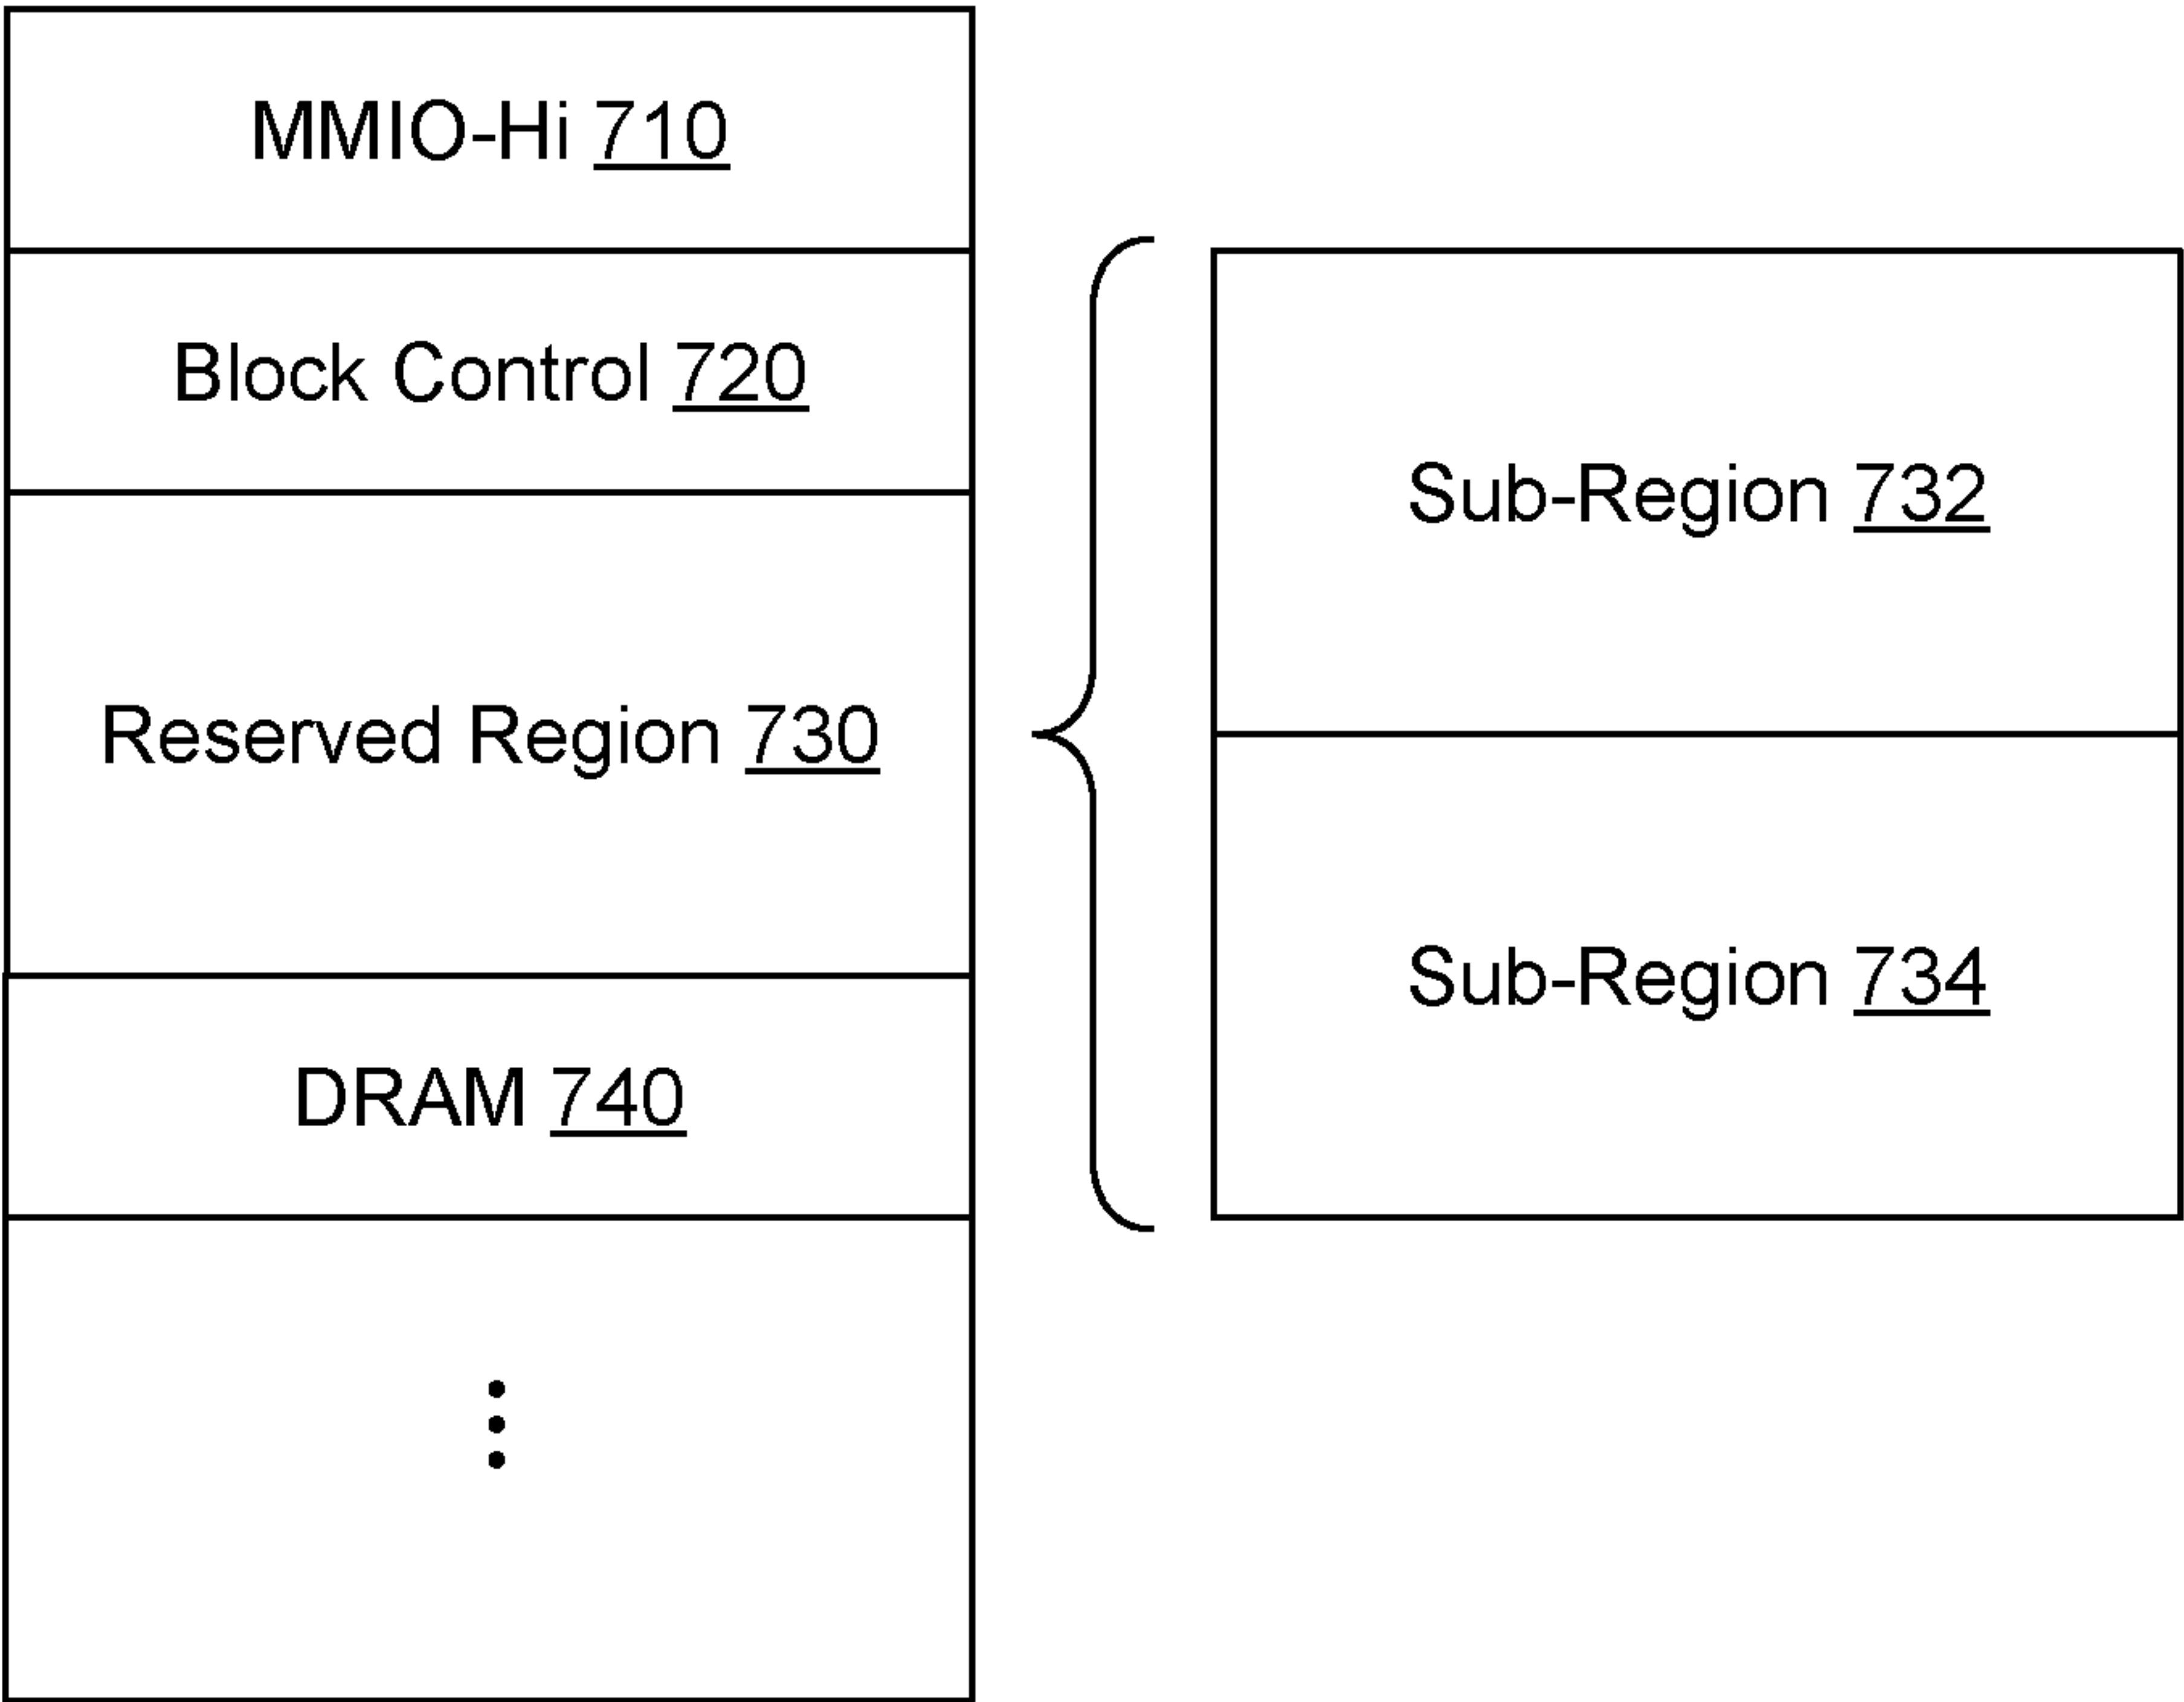 MMIO-Hi 710
Block Control 720
Reserved Region 730
DRAM 740
Sub-Region 732
Sub-Region 734